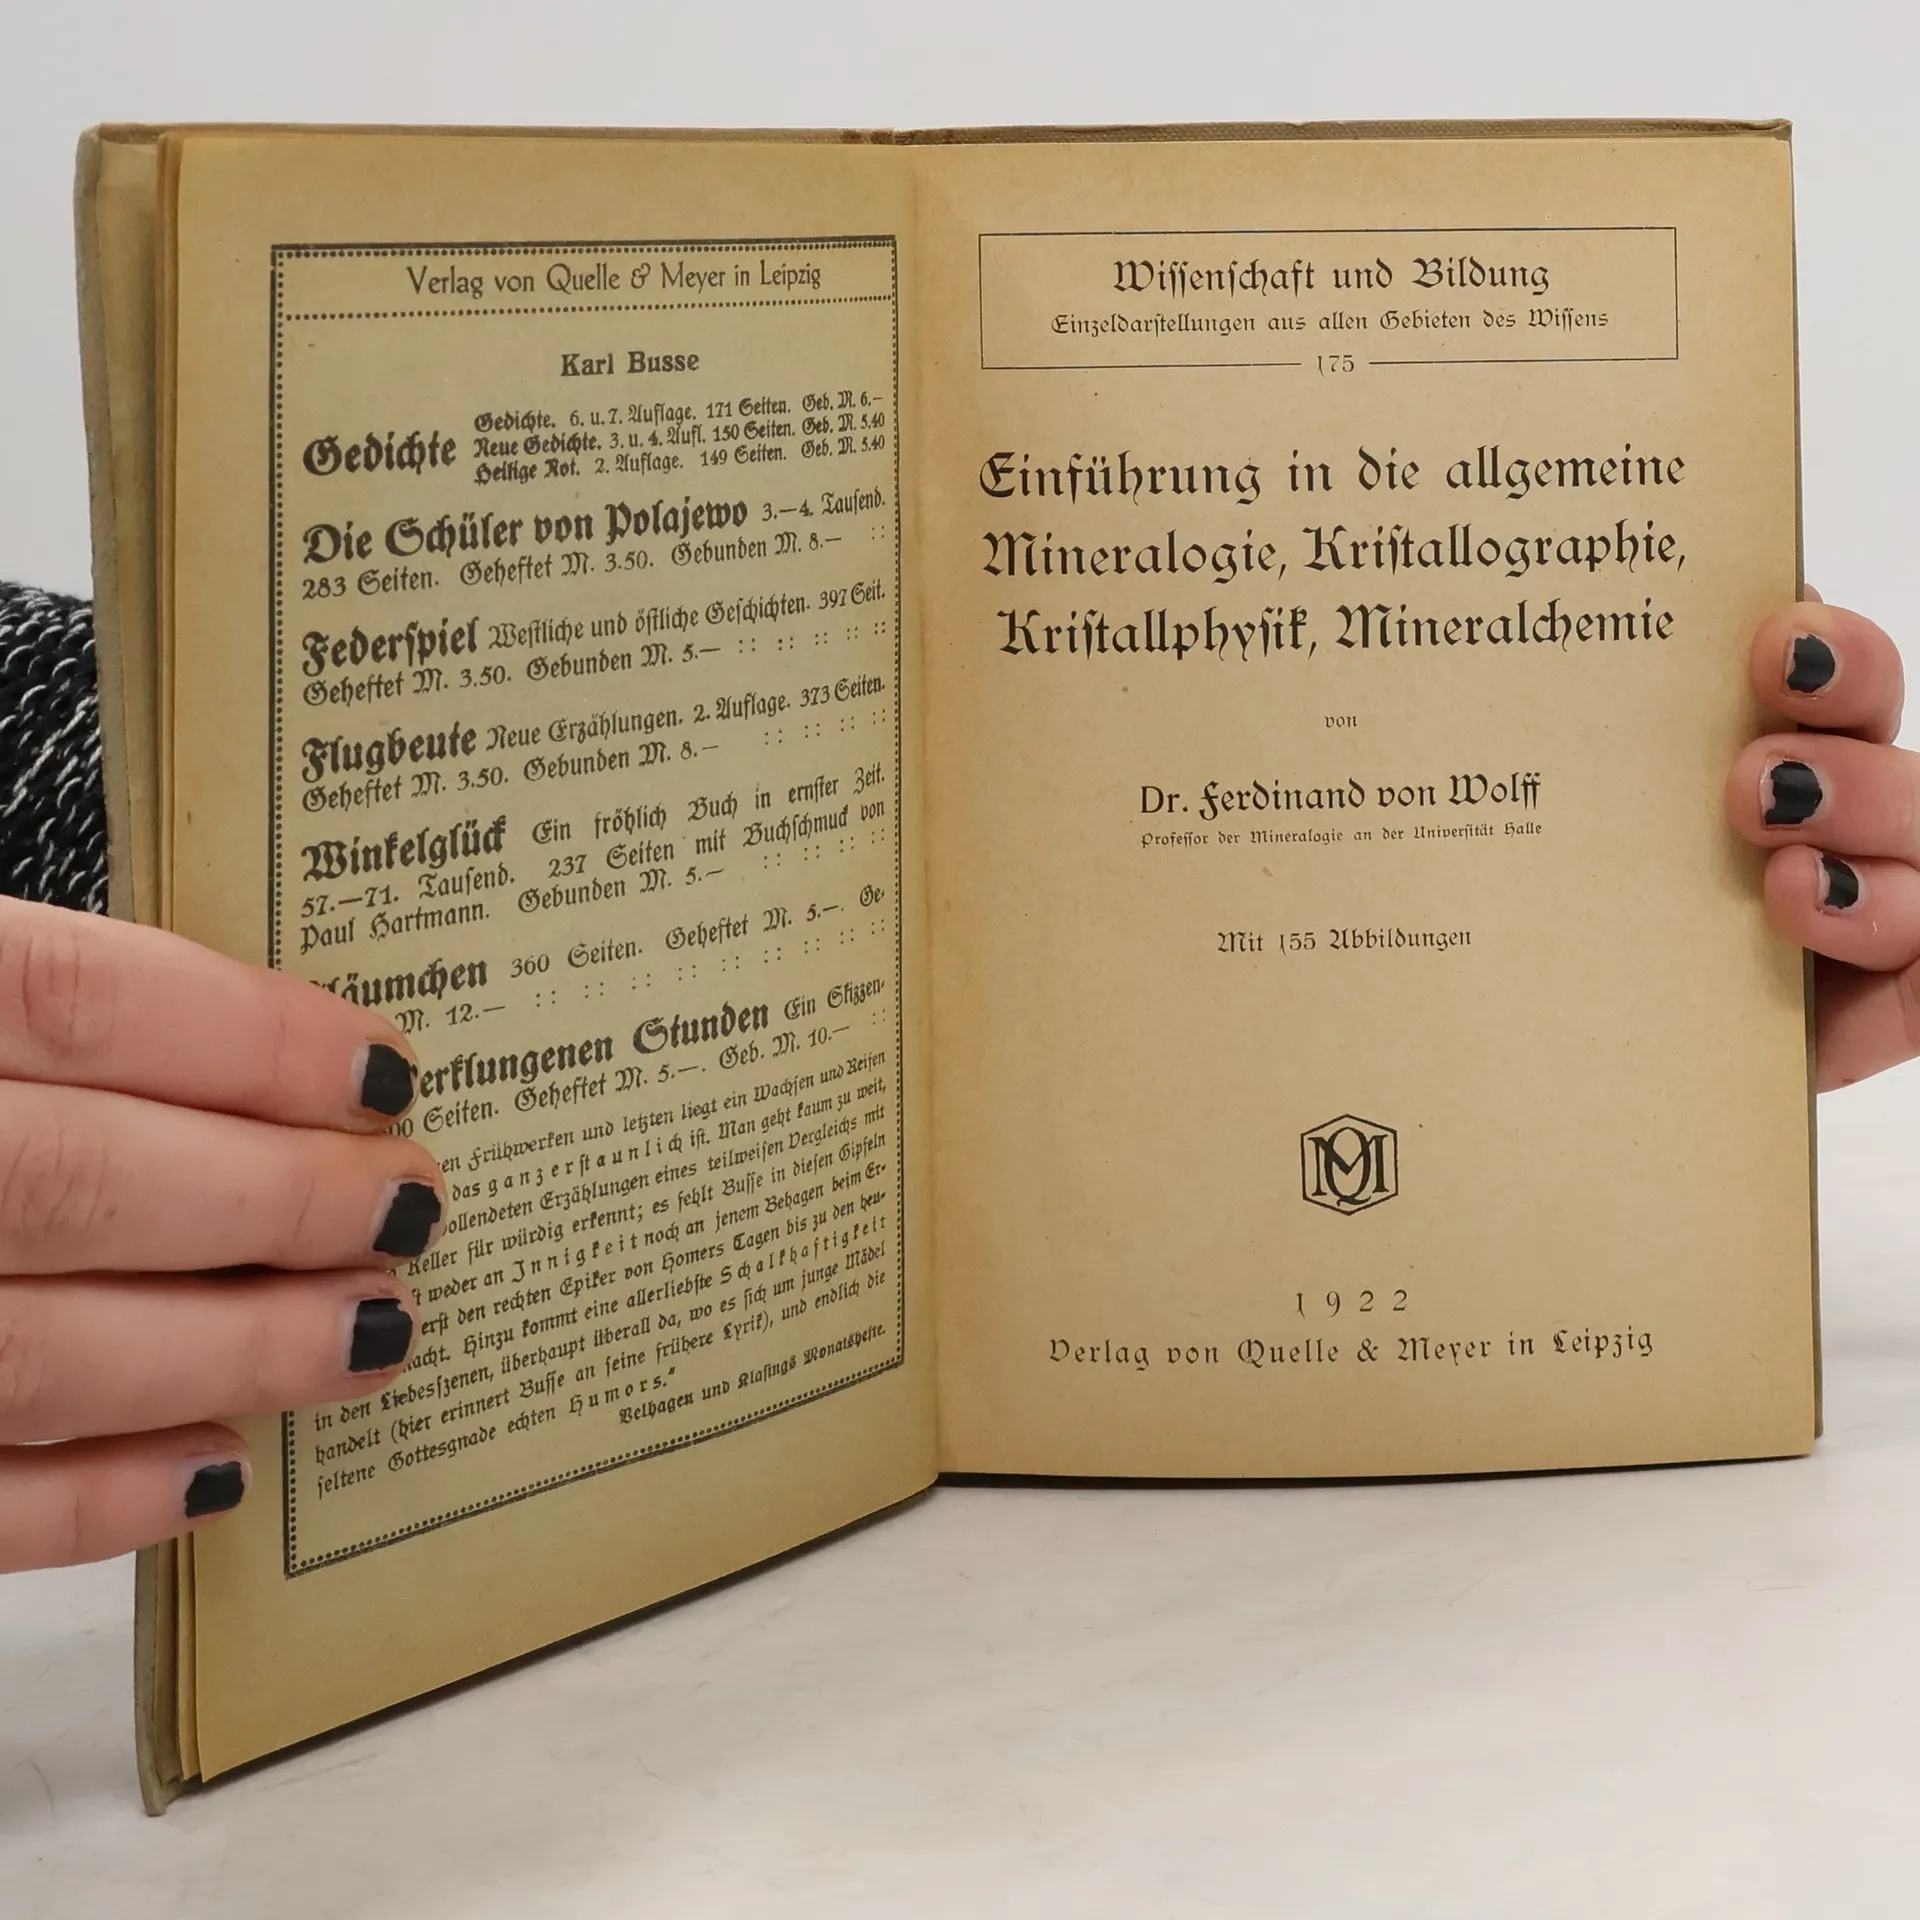 Verlag von Quelle & Meyer in Leipzig
Karl Busse
Gedichte Gedichte. 6. u. 7. Auflage. 171 Seiten. Geb. M. 6.—
Neue Gedichte. 3. u. 4. Aufl. 150 Seiten. Geb. M. 5.40
Heilige Not. 2. Auflage. 149 Seiten. Geb. M. 5.40
Die Schüler von Polajewo 3.—4. Tausend.
283 Seiten. Geheftet M. 3.50. Gebunden M. 8.— ::
Federspiel Westliche und östliche Geschichten. 397 Seit.
Geheftet M. 3.50. Gebunden M. 5.— :: :: :: :: ::
Flugbeute Neue Erzählungen. 2. Auflage. 373 Seiten.
Geheftet M. 3.50. Gebunden M. 8.— :: :: :: ::
Winkelglück Ein fröhlich Buch in ernster Zeit.
57.—71. Tausend. 237 Seiten mit Buchschmuck von
Paul Hartmann. Gebunden M. 5.— :: :: :: ::
läumchen 360 Seiten. Geheftet M. 5.—. Ge-
M. 12.— :: :: :: :: :: :: :: :: ::
erklungenen Stunden Ein Skizzen-
00 Seiten. Geheftet M. 5.—. Geb. M. 10.— ::
en Frühwerken und letzten liegt ein Wachsen und Reifen
das ganz erstaunlich ist. Man geht kaum zu weit,
ollendeten Erzählungen eines teilweisen Vergleichs mit
Keller für würdig erkennt; es fehlt Busse in diesen Gipfeln
t weder an Innigkeit noch an jenem Behagen beim Er-
erst den rechten Epiker von Homers Tagen bis zu den heu-
macht. Hinzu kommt eine allerliebste Schalkhaftigkeit
in den Liebesszenen, überhaupt überall da, wo es sich um junge Mädel
handelt (hier erinnert Busse an seine frühere Lyrik), und endlich die
seltene Gottesgnade echten Humors."
Velhagen und Klasings Monatshefte.
Wissenschaft und Bildung
Einzeldarstellungen aus allen Gebieten des Wissens
175
Einführung in die allgemeine
Mineralogie, Kristallographie,
Kristallphysik, Mineralchemie
von
Dr. Ferdinand von Wolff
Professor der Mineralogie an der Universität Halle
Mit 155 Abbildungen
QM
1922
Verlag von Quelle & Meyer in Leipzig